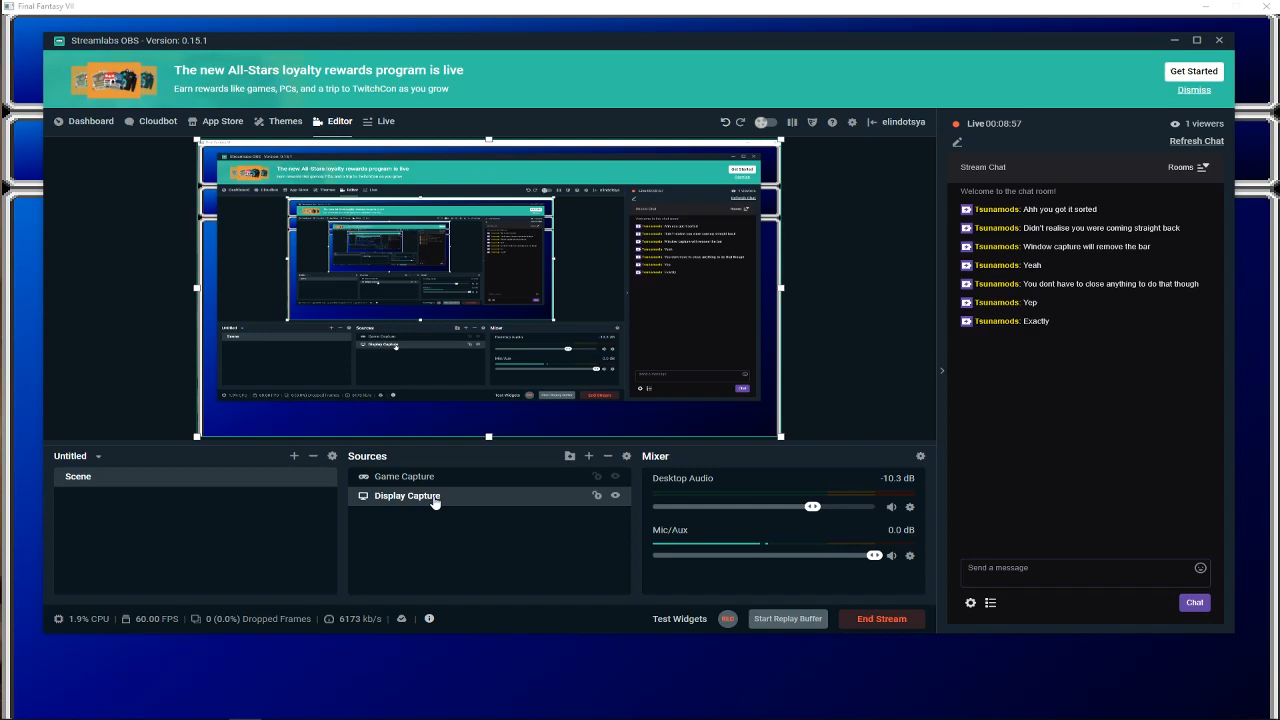 Final Fantasy VII
Streamlabs OBS - Version: 0.15.1
The new All-Stars loyalty rewards program is live
Earn rewards like games, PCs, and a trip to TwitchCon as you grow
Get Started
Dismiss
Dashboard Cloudbot App Store Themes Editor Live elindotsya
Live 00:08:57 1 viewers
Refresh Chat
Stream Chat Rooms
Welcome to the chat room!
Tsunamods: Ahh you got it sorted
Tsunamods: Didn't realise you were coming straight back
Tsunamods: Window capture will remove the bar
Tsunamods: Yeah
Tsunamods: You dont have to close anything to do that though
Tsunamods: Yep
Tsunamods: Exactly
Untitled
Scene
Sources
Game Capture
Display Capture
Mixer
Desktop Audio -10.3 dB
Mic/Aux 0.0 dB
Send a message
Chat
1.9% CPU 60.00 FPS 0 (0.0%) Dropped Frames 6173 kb/s
Test Widgets REC Start Replay Buffer End Stream